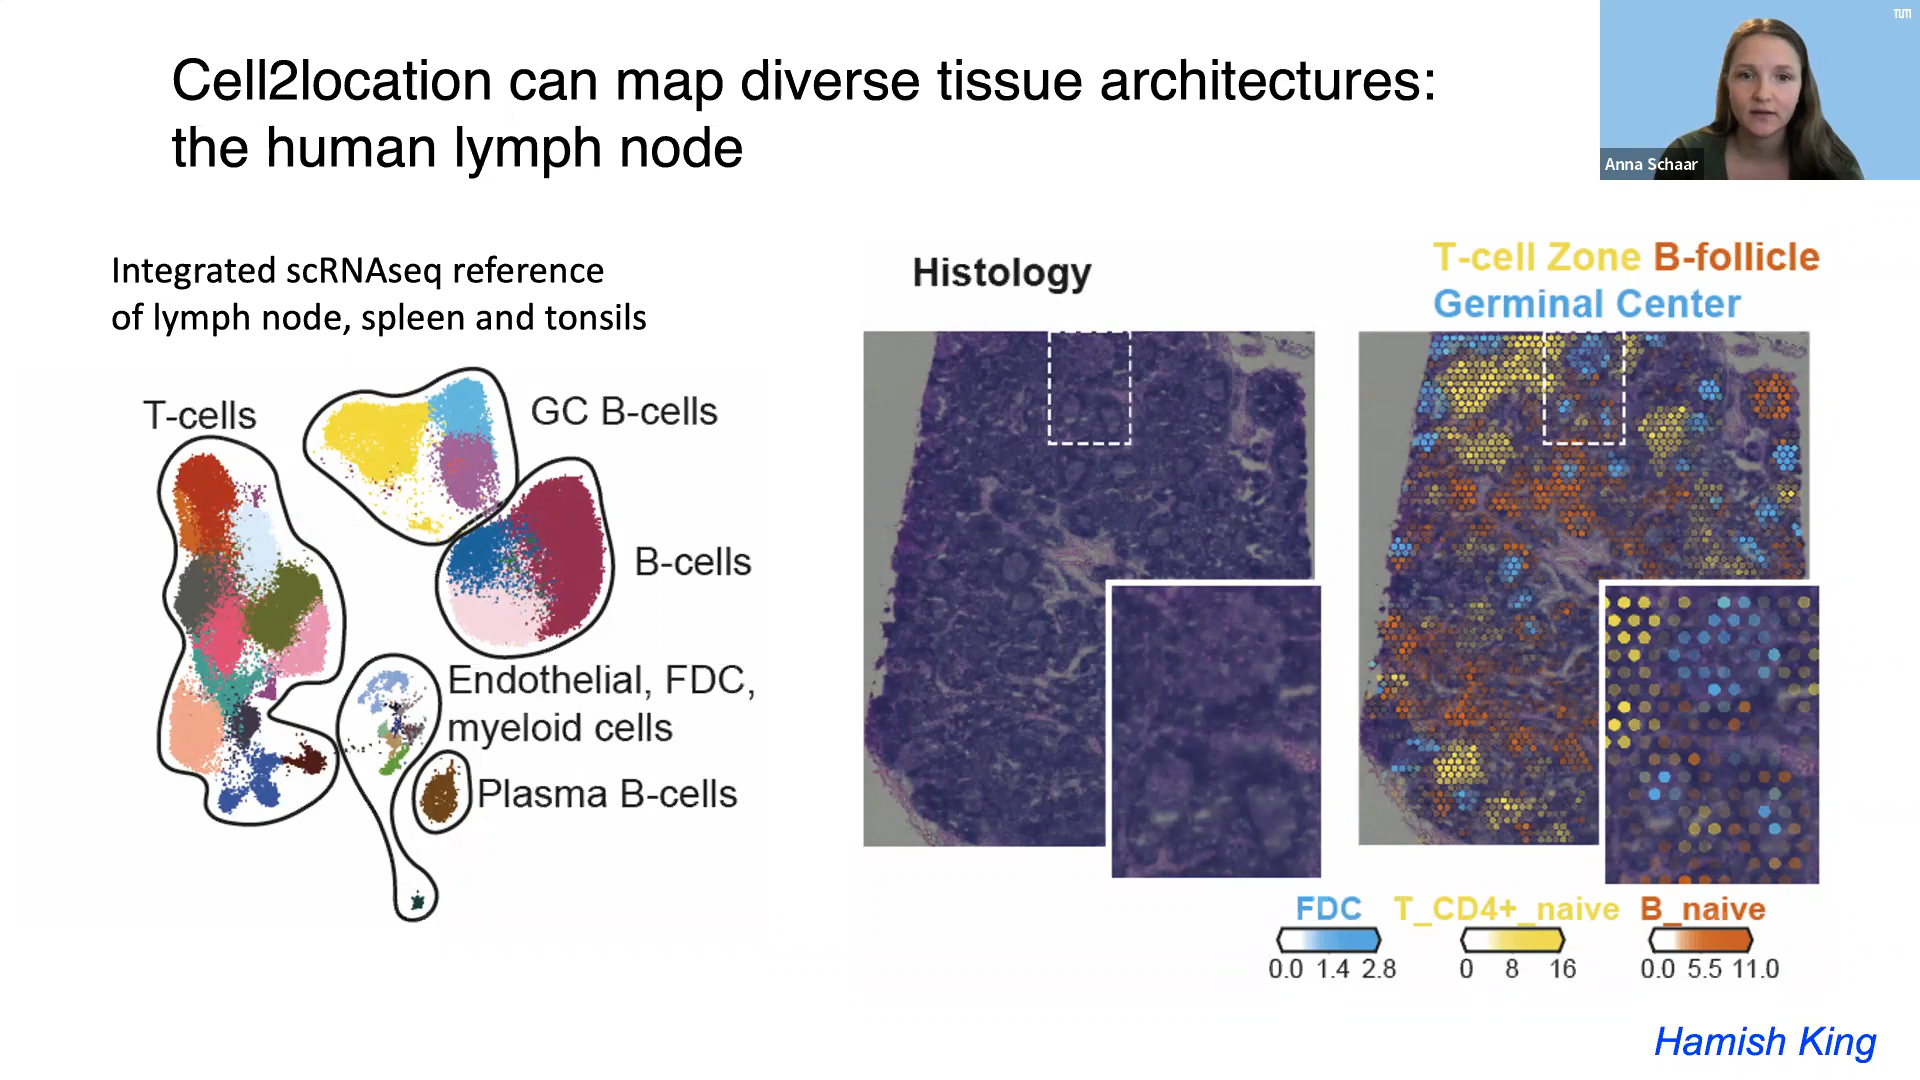 Cell2location can map diverse tissue architectures:
the human lymph node
TUM
Anna Schaar
Integrated scRNAseq reference
of lymph node, spleen and tonsils
T-cells
GC B-cells
B-cells
Endothelial, FDC,
myeloid cells
Plasma B-cells
Histology
T-cell Zone B-follicle
Germinal Center
FDC T_CD4+_naive B_naive
0.0 1.4 2.8 0 8 16 0.0 5.5 11.0
Hamish King